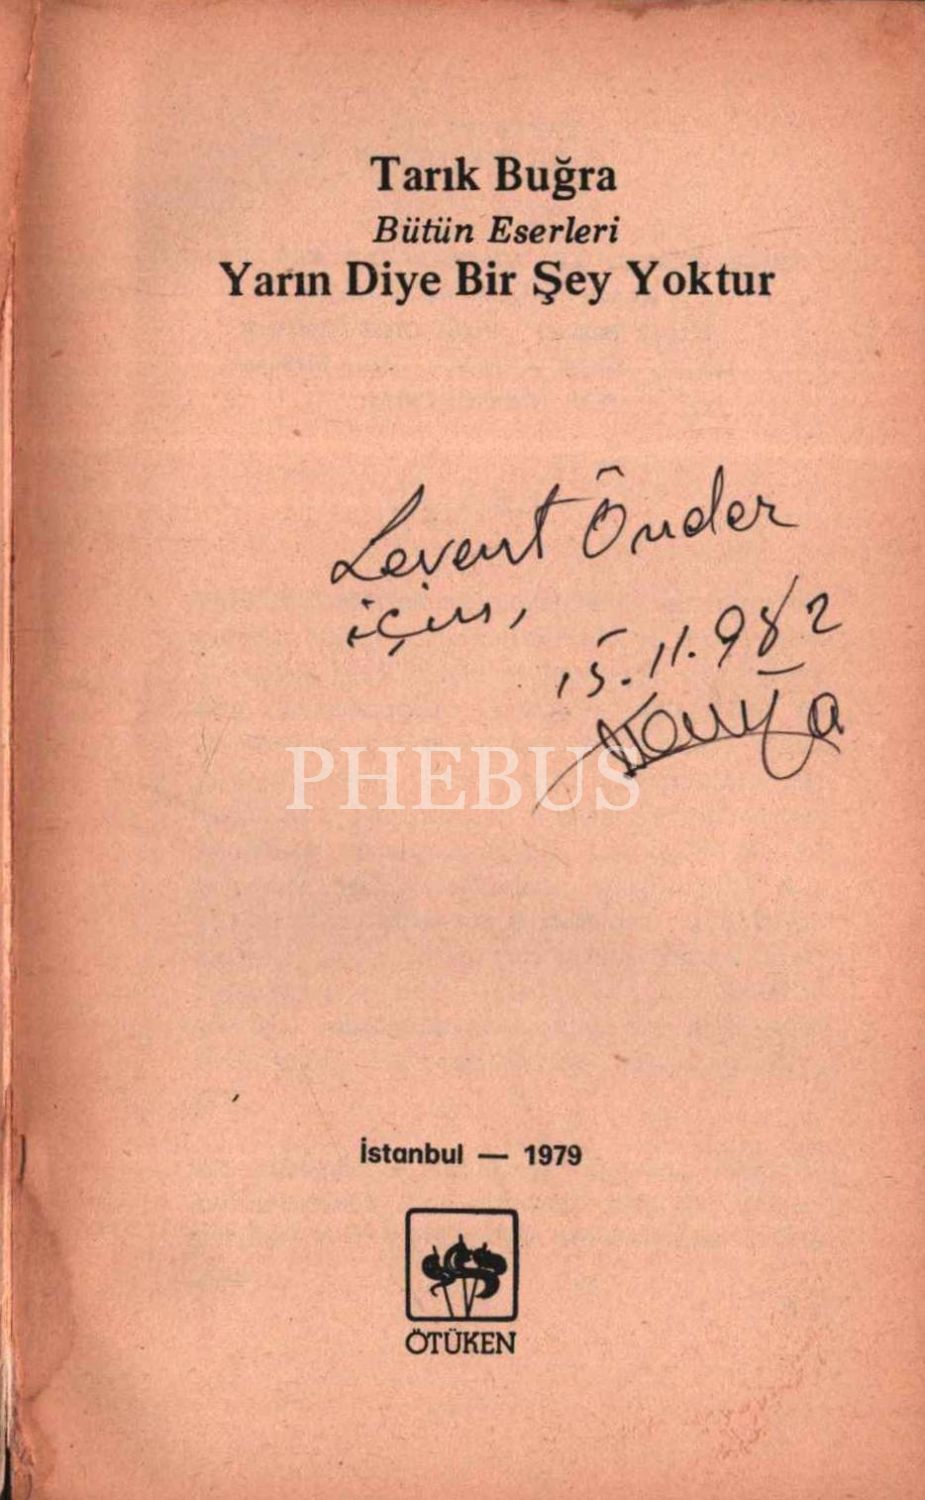 Tarık Buğra
Bütün Eserleri
Yarın Diye Bir Şey Yoktur
Levent Önder
için,
15.11.982
PHEBUS
İstanbul — 1979
ÖTÜKEN